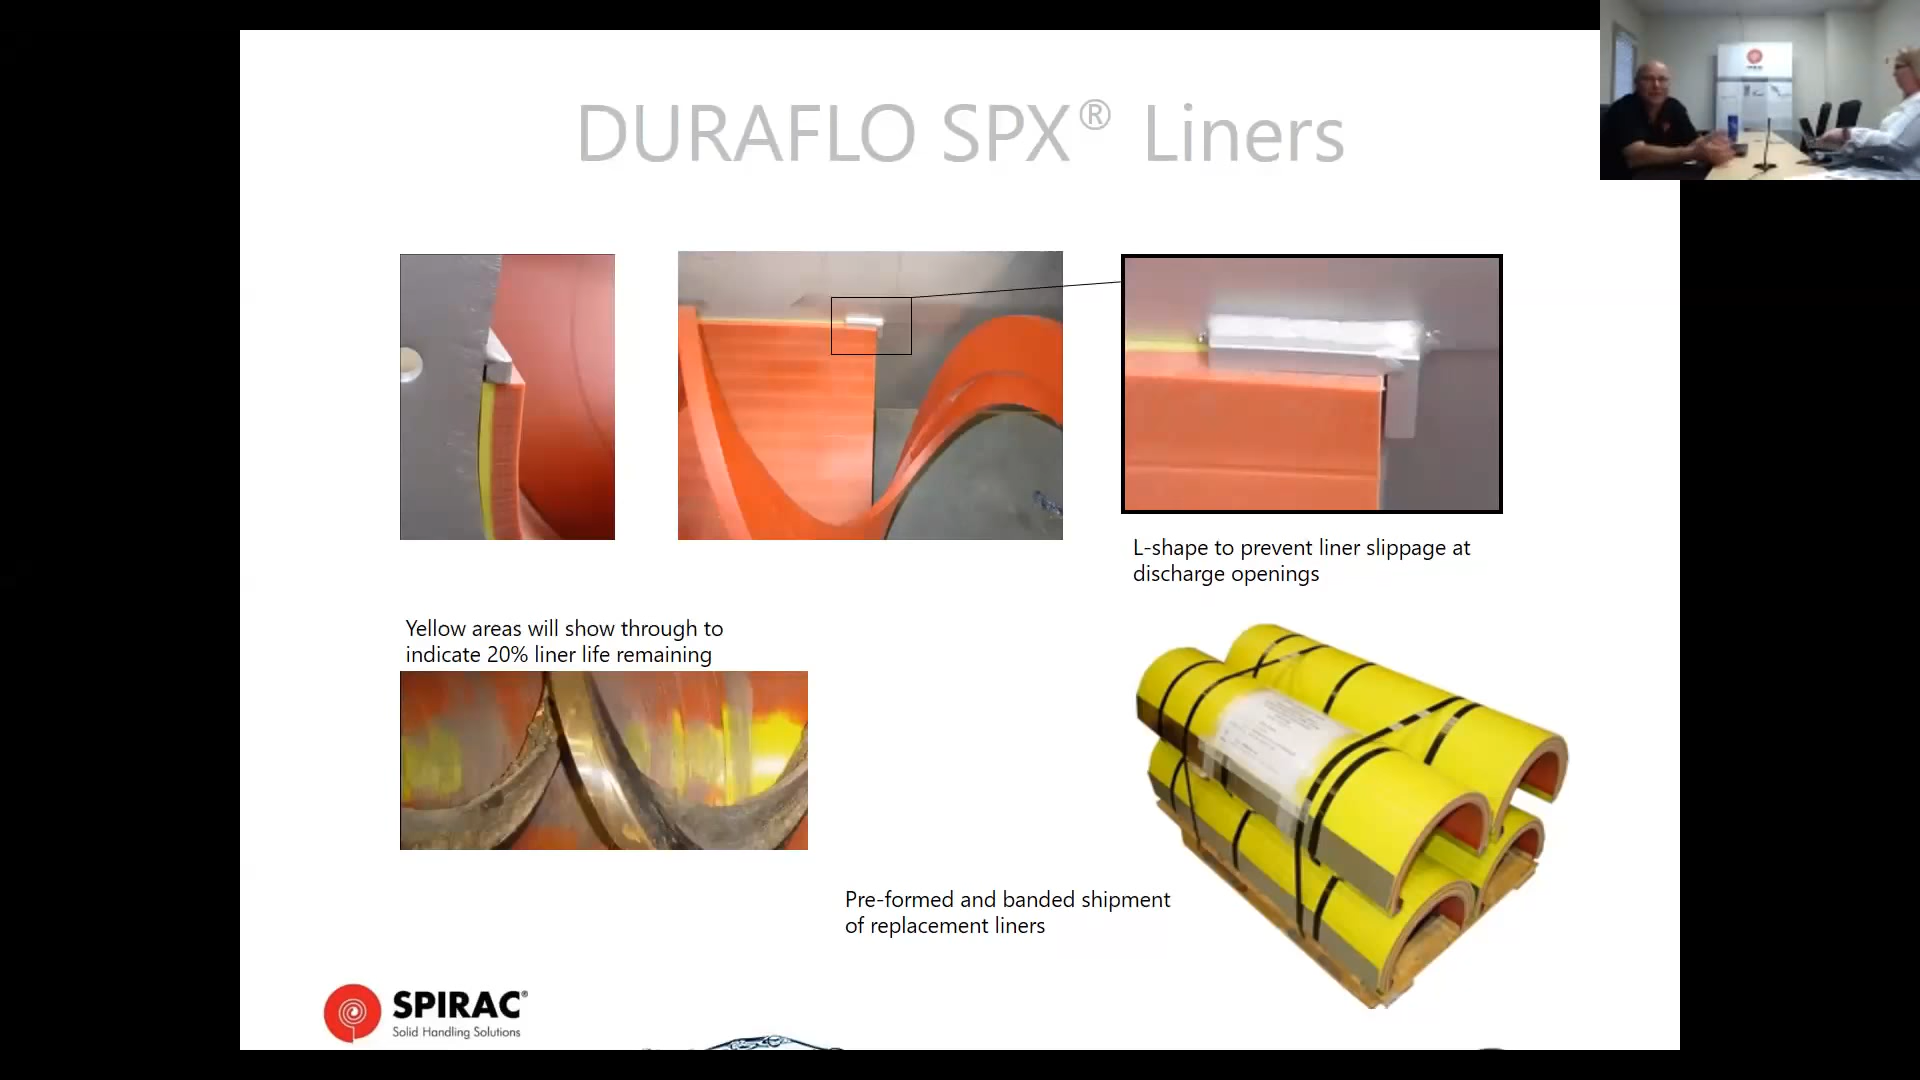 DURAFLO SPX® Liners
L-shape to prevent liner slippage at
discharge openings
Yellow areas will show through to
indicate 20% liner life remaining
Pre-formed and banded shipment
of replacement liners
SPIRAC®
Solid Handling Solutions